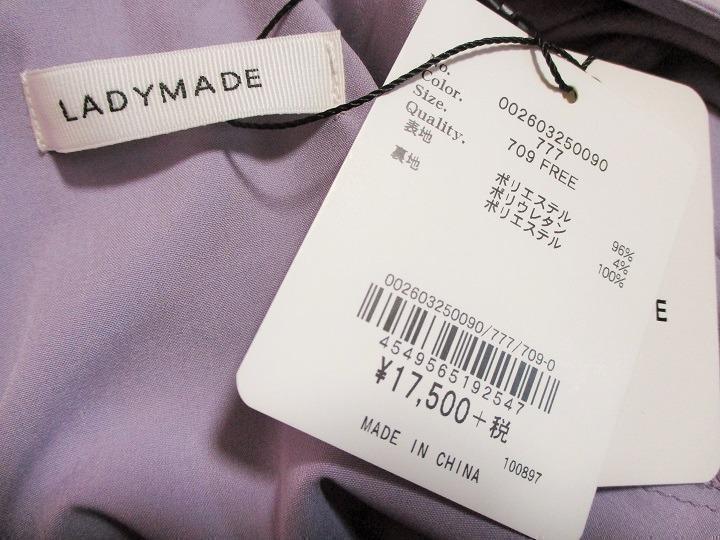 LADYMADE
No. 002603250090
Color. 777
Size. 709 FREE
Quality.
表地 ポリエステル 96%
ポリウレタン 4%
裏地 ポリエステル 100%
002603250090/777/709-0
4549565192547
¥17,500+税
MADE IN CHINA
100897
E